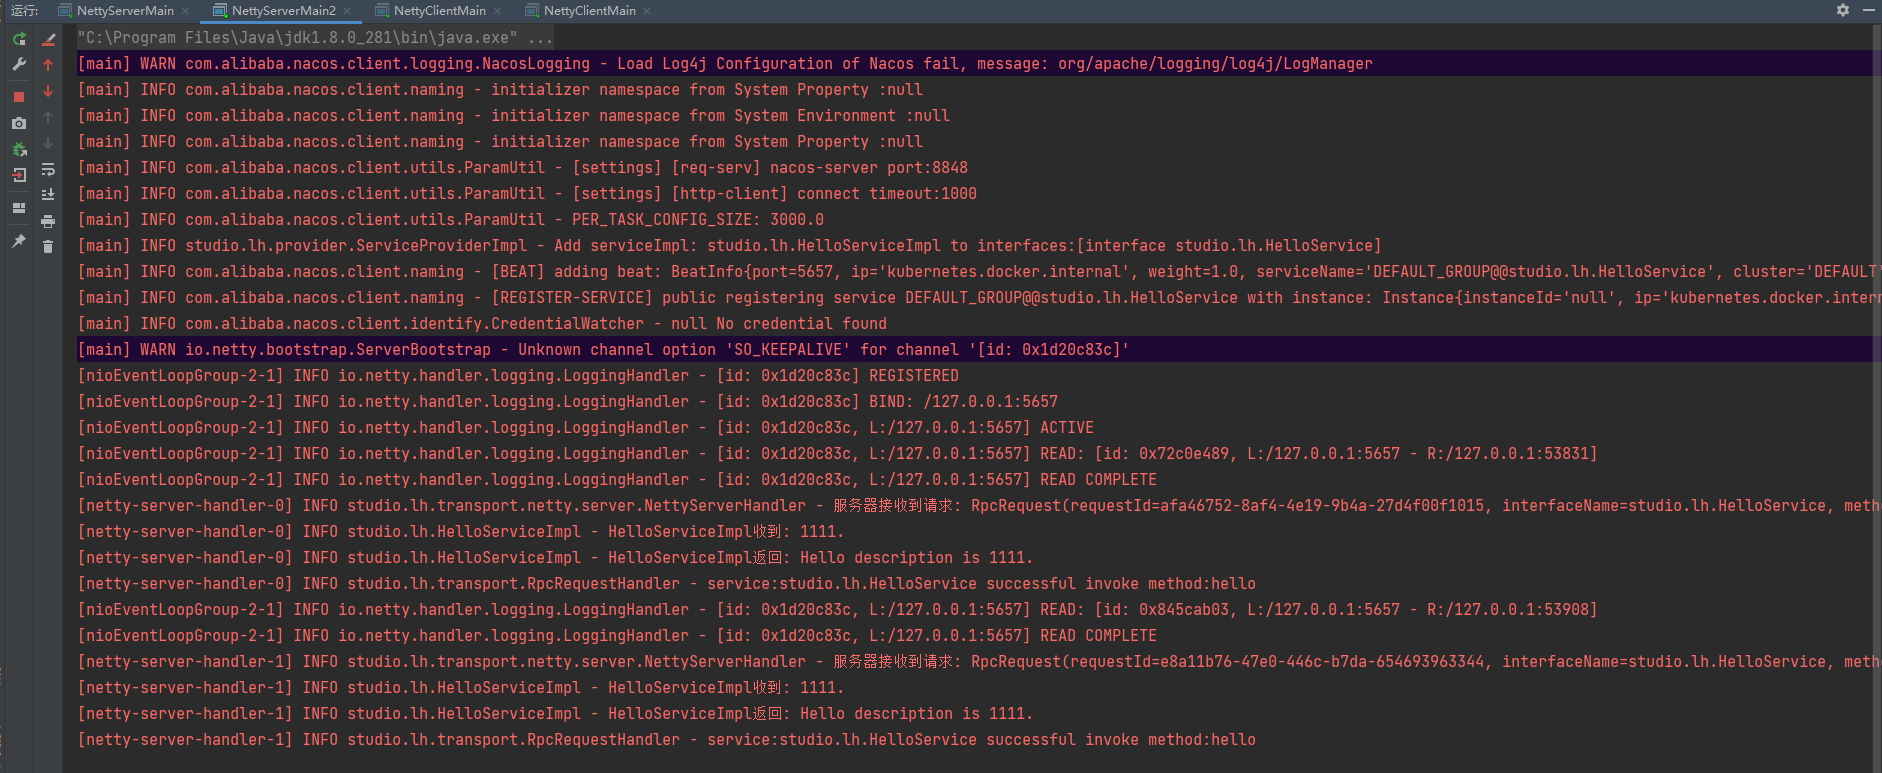 运行: NettyServerMain NettyServerMain2 NettyClientMain NettyClientMain
"C:\Program Files\Java\jdk1.8.0_281\bin\java.exe" ...
[main] WARN com.alibaba.nacos.client.logging.NacosLogging - Load Log4j Configuration of Nacos fail, message: org/apache/logging/log4j/LogManager
[main] INFO com.alibaba.nacos.client.naming - initializer namespace from System Property :null
[main] INFO com.alibaba.nacos.client.naming - initializer namespace from System Environment :null
[main] INFO com.alibaba.nacos.client.naming - initializer namespace from System Property :null
[main] INFO com.alibaba.nacos.client.utils.ParamUtil - [settings] [req-serv] nacos-server port:8848
[main] INFO com.alibaba.nacos.client.utils.ParamUtil - [settings] [http-client] connect timeout:1000
[main] INFO com.alibaba.nacos.client.utils.ParamUtil - PER_TASK_CONFIG_SIZE: 3000.0
[main] INFO studio.lh.provider.ServiceProviderImpl - Add serviceImpl: studio.lh.HelloServiceImpl to interfaces:[interface studio.lh.HelloService]
[main] INFO com.alibaba.nacos.client.naming - [BEAT] adding beat: BeatInfo{port=5657, ip='kubernetes.docker.internal', weight=1.0, serviceName='DEFAULT_GROUP@@studio.lh.HelloService', cluster='DEFAULT'
[main] INFO com.alibaba.nacos.client.naming - [REGISTER-SERVICE] public registering service DEFAULT_GROUP@@studio.lh.HelloService with instance: Instance{instanceId='null', ip='kubernetes.docker.intern
[main] INFO com.alibaba.nacos.client.identify.CredentialWatcher - null No credential found
[main] WARN io.netty.bootstrap.ServerBootstrap - Unknown channel option 'SO_KEEPALIVE' for channel '[id: 0x1d20c83c]'
[nioEventLoopGroup-2-1] INFO io.netty.handler.logging.LoggingHandler - [id: 0x1d20c83c] REGISTERED
[nioEventLoopGroup-2-1] INFO io.netty.handler.logging.LoggingHandler - [id: 0x1d20c83c] BIND: /127.0.0.1:5657
[nioEventLoopGroup-2-1] INFO io.netty.handler.logging.LoggingHandler - [id: 0x1d20c83c, L:/127.0.0.1:5657] ACTIVE
[nioEventLoopGroup-2-1] INFO io.netty.handler.logging.LoggingHandler - [id: 0x1d20c83c, L:/127.0.0.1:5657] READ: [id: 0x72c0e489, L:/127.0.0.1:5657 - R:/127.0.0.1:53831]
[nioEventLoopGroup-2-1] INFO io.netty.handler.logging.LoggingHandler - [id: 0x1d20c83c, L:/127.0.0.1:5657] READ COMPLETE
[netty-server-handler-0] INFO studio.lh.transport.netty.server.NettyServerHandler - 服务器接收到请求: RpcRequest(requestId=afa46752-8af4-4e19-9b4a-27d4f00f1015, interfaceName=studio.lh.HelloService, meth
[netty-server-handler-0] INFO studio.lh.HelloServiceImpl - HelloServiceImpl收到: 1111.
[netty-server-handler-0] INFO studio.lh.HelloServiceImpl - HelloServiceImpl返回: Hello description is 1111.
[netty-server-handler-0] INFO studio.lh.transport.RpcRequestHandler - service:studio.lh.HelloService successful invoke method:hello
[nioEventLoopGroup-2-1] INFO io.netty.handler.logging.LoggingHandler - [id: 0x1d20c83c, L:/127.0.0.1:5657] READ: [id: 0x845cab03, L:/127.0.0.1:5657 - R:/127.0.0.1:53908]
[nioEventLoopGroup-2-1] INFO io.netty.handler.logging.LoggingHandler - [id: 0x1d20c83c, L:/127.0.0.1:5657] READ COMPLETE
[netty-server-handler-1] INFO studio.lh.transport.netty.server.NettyServerHandler - 服务器接收到请求: RpcRequest(requestId=e8a11b76-47e0-446c-b7da-654693963344, interfaceName=studio.lh.HelloService, meth
[netty-server-handler-1] INFO studio.lh.HelloServiceImpl - HelloServiceImpl收到: 1111.
[netty-server-handler-1] INFO studio.lh.HelloServiceImpl - HelloServiceImpl返回: Hello description is 1111.
[netty-server-handler-1] INFO studio.lh.transport.RpcRequestHandler - service:studio.lh.HelloService successful invoke method:hello